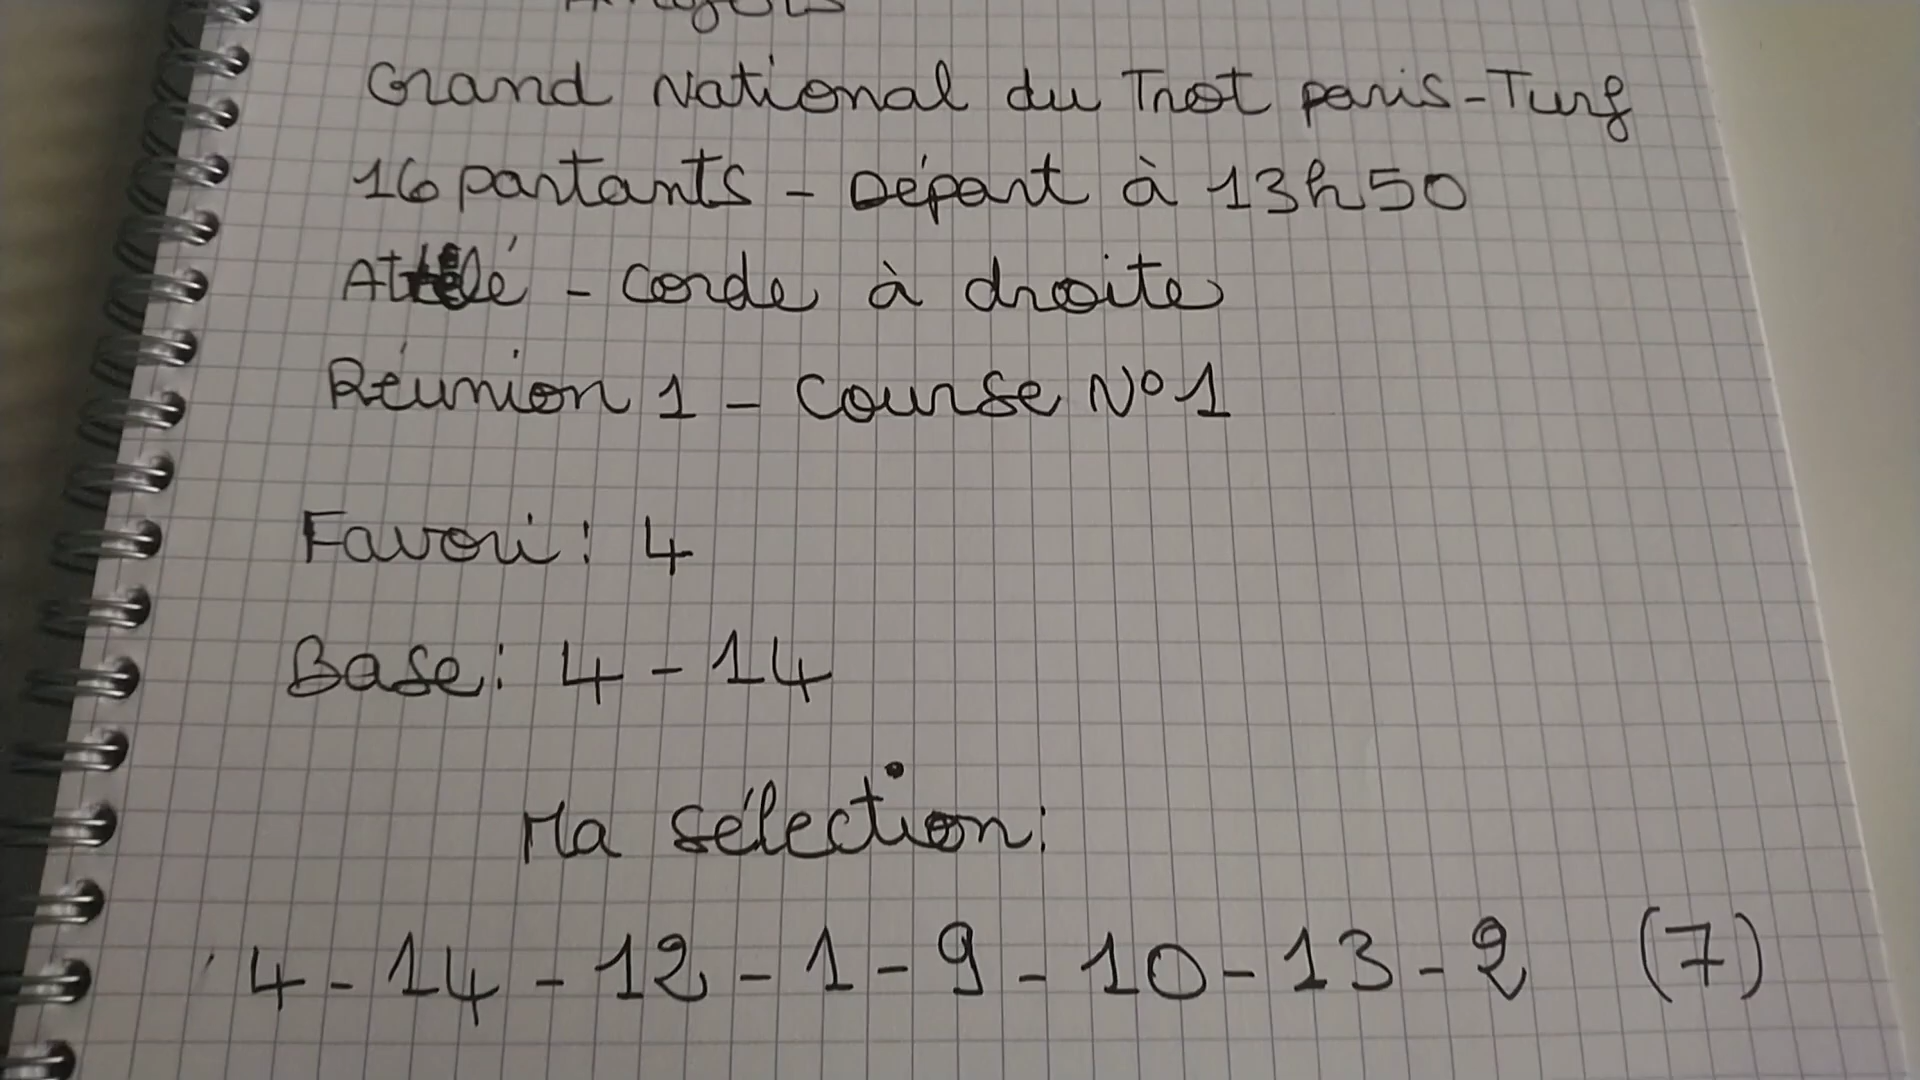 Grand National du Trot paris-Turf
16 partants - Départ à 13h50
Attelé - Corde à droite
Réunion 1 - Course N°1
Favori: 4
Base: 4-14
Ma sélection:
4-14-12-1-9-10-13-2 (7)